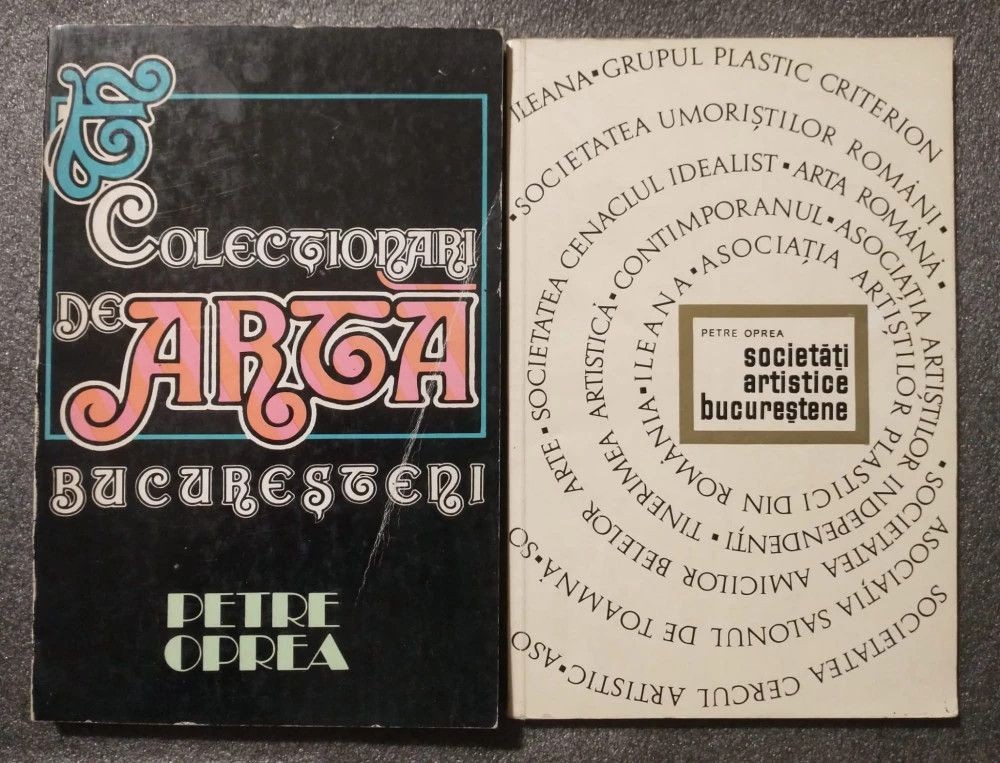 COLECȚIONARI
DE ARTĂ
BUCUREȘTENI
PETRE
OPREA
ILEANA▪GRUPUL PLASTIC CRITERION
▪SOCIETATEA UMORIȘTILOR ROMÂNI▪
SOCIETATEA CENACLUL IDEALIST▪ARTA ROMÂNĂ▪
CONTIMPORANUL▪ASOCIAȚIA ARTIȘTILOR INDEPENDENȚI▪TINERIMEA ARTISTICĂ▪
ILEANA▪ASOCIAȚIA ARTIȘTILOR PLASTICI DIN ROMÂNIA▪
PETRE OPREA
societăți
artistice
bucureștene
▪SOCIETATEA AMICILOR BELELOR ARTE▪
ASOCIAȚIA SALONUL DE TOAMNĂ▪SO
SOCIETATEA CERCUL ARTISTIC▪ASO